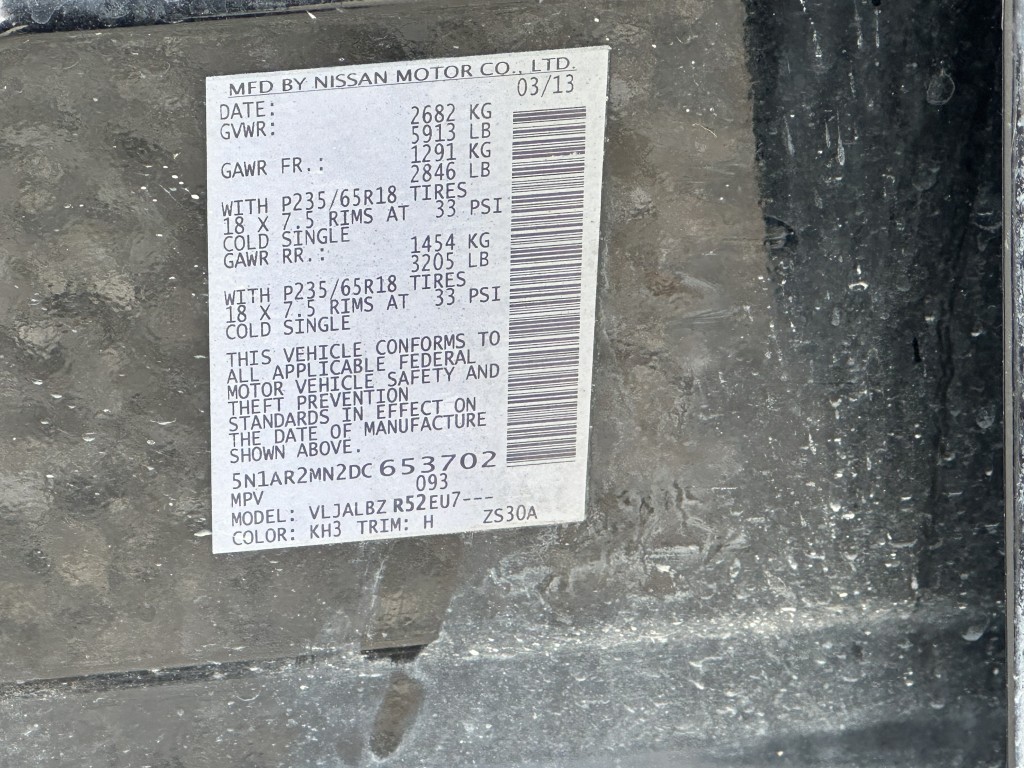 MFD BY NISSAN MOTOR CO., LTD.
DATE: 03/13
GVWR: 2682 KG
5913 LB
GAWR FR.: 1291 KG
2846 LB
WITH P235/65R18 TIRES
18 X 7.5 RIMS AT 33 PSI
COLD SINGLE
GAWR RR.: 1454 KG
3205 LB
WITH P235/65R18 TIRES
18 X 7.5 RIMS AT 33 PSI
COLD SINGLE
THIS VEHICLE CONFORMS TO
ALL APPLICABLE FEDERAL
MOTOR VEHICLE SAFETY AND
THEFT PREVENTION
STANDARDS IN EFFECT ON
THE DATE OF MANUFACTURE
SHOWN ABOVE.
5N1AR2MN2DC653702
MPV 093
MODEL: VLJALBZ R52EU7---
COLOR: KH3 TRIM: H ZS30A